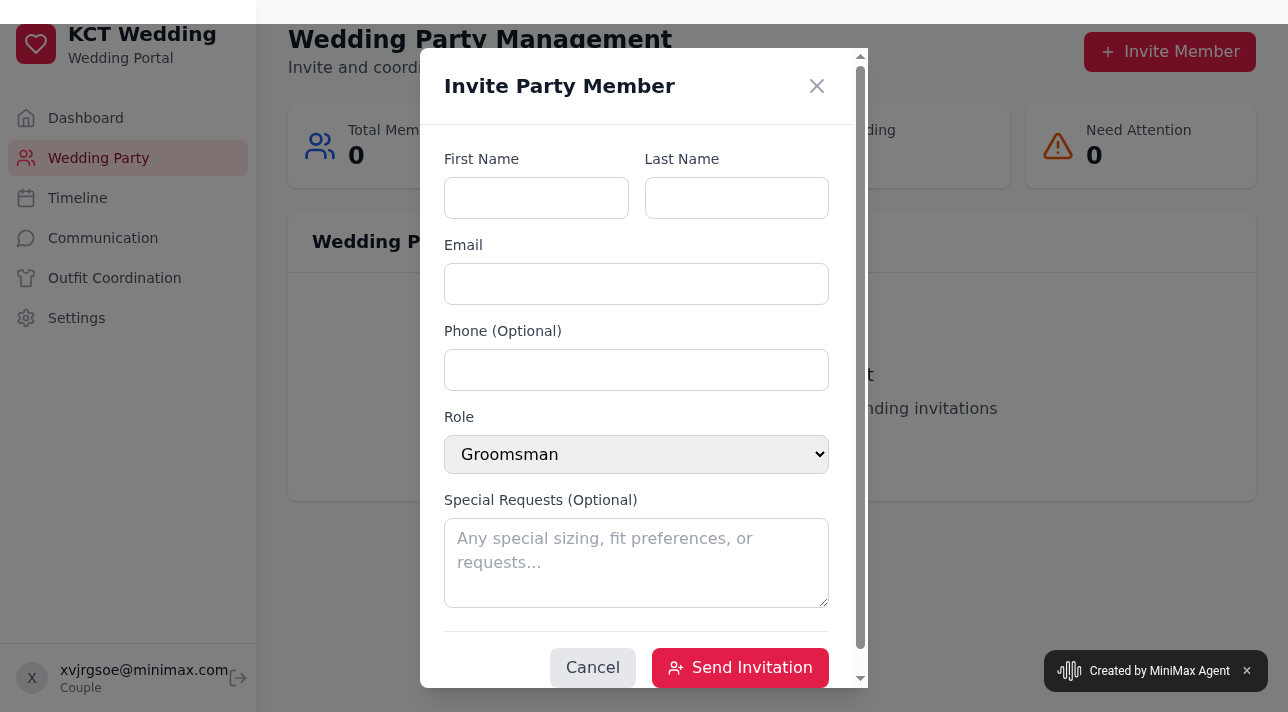 KCT Wedding
Wedding Portal
Dashboard
Wedding Party
Timeline
Communication
Outfit Coordination
Settings
X
xvjrgsoe@minimax.com
Couple
Wedding Party Management
Invite and coordi
Invite Member
Total Mem
0
ding
Need Attention
0
Wedding P
t
nding invitations
Invite Party Member
First Name
Last Name
Email
Phone (Optional)
Role
Groomsman
Special Requests (Optional)
Any special sizing, fit preferences, or
requests...
Cancel
Send Invitation
Created by MiniMax Agent